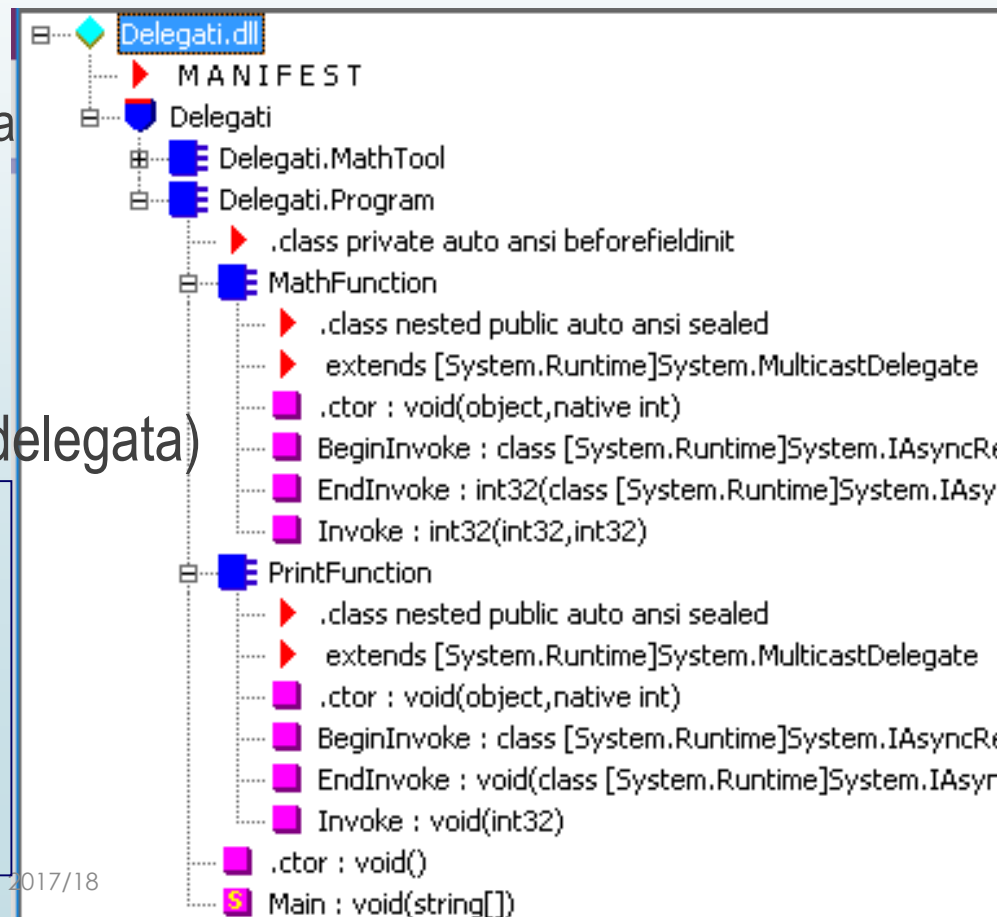 Delegati.dll
M A N I F E S T
a
Delegati
Delegati.MathTool
Delegati.Program
.class private auto ansi beforefieldinit
MathFunction
.class nested public auto ansi sealed
extends [System.Runtime]System.MulticastDelegate
.ctor : void(object,native int)
delegata)
BeginInvoke : class [System.Runtime]System.IAsyncRe
EndInvoke : int32(class [System.Runtime]System.IAsy
Invoke : int32(int32,int32)
PrintFunction
.class nested public auto ansi sealed
extends [System.Runtime]System.MulticastDelegate
.ctor : void(object,native int)
BeginInvoke : class [System.Runtime]System.IAsyncRe
EndInvoke : void(class [System.Runtime]System.IAsyn
Invoke : void(int32)
.ctor : void()
2017/18
S Main : void(string[])